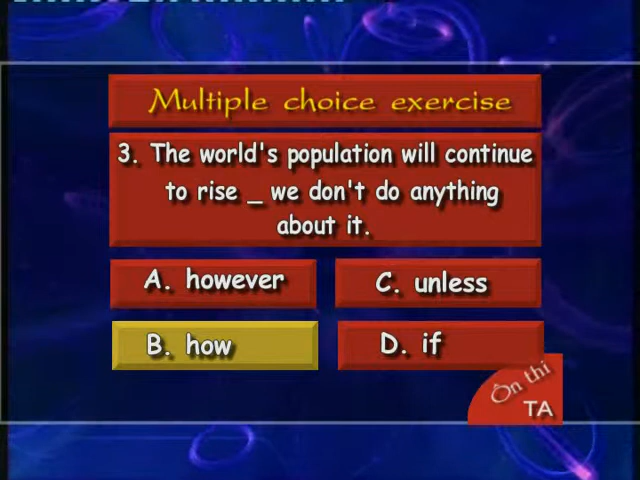 Multiple choice exercise
3. The world's population will continue
to rise _ we don't do anything
about it.
A. however
C. unless
B. how
D. if
Ôn thi
TA